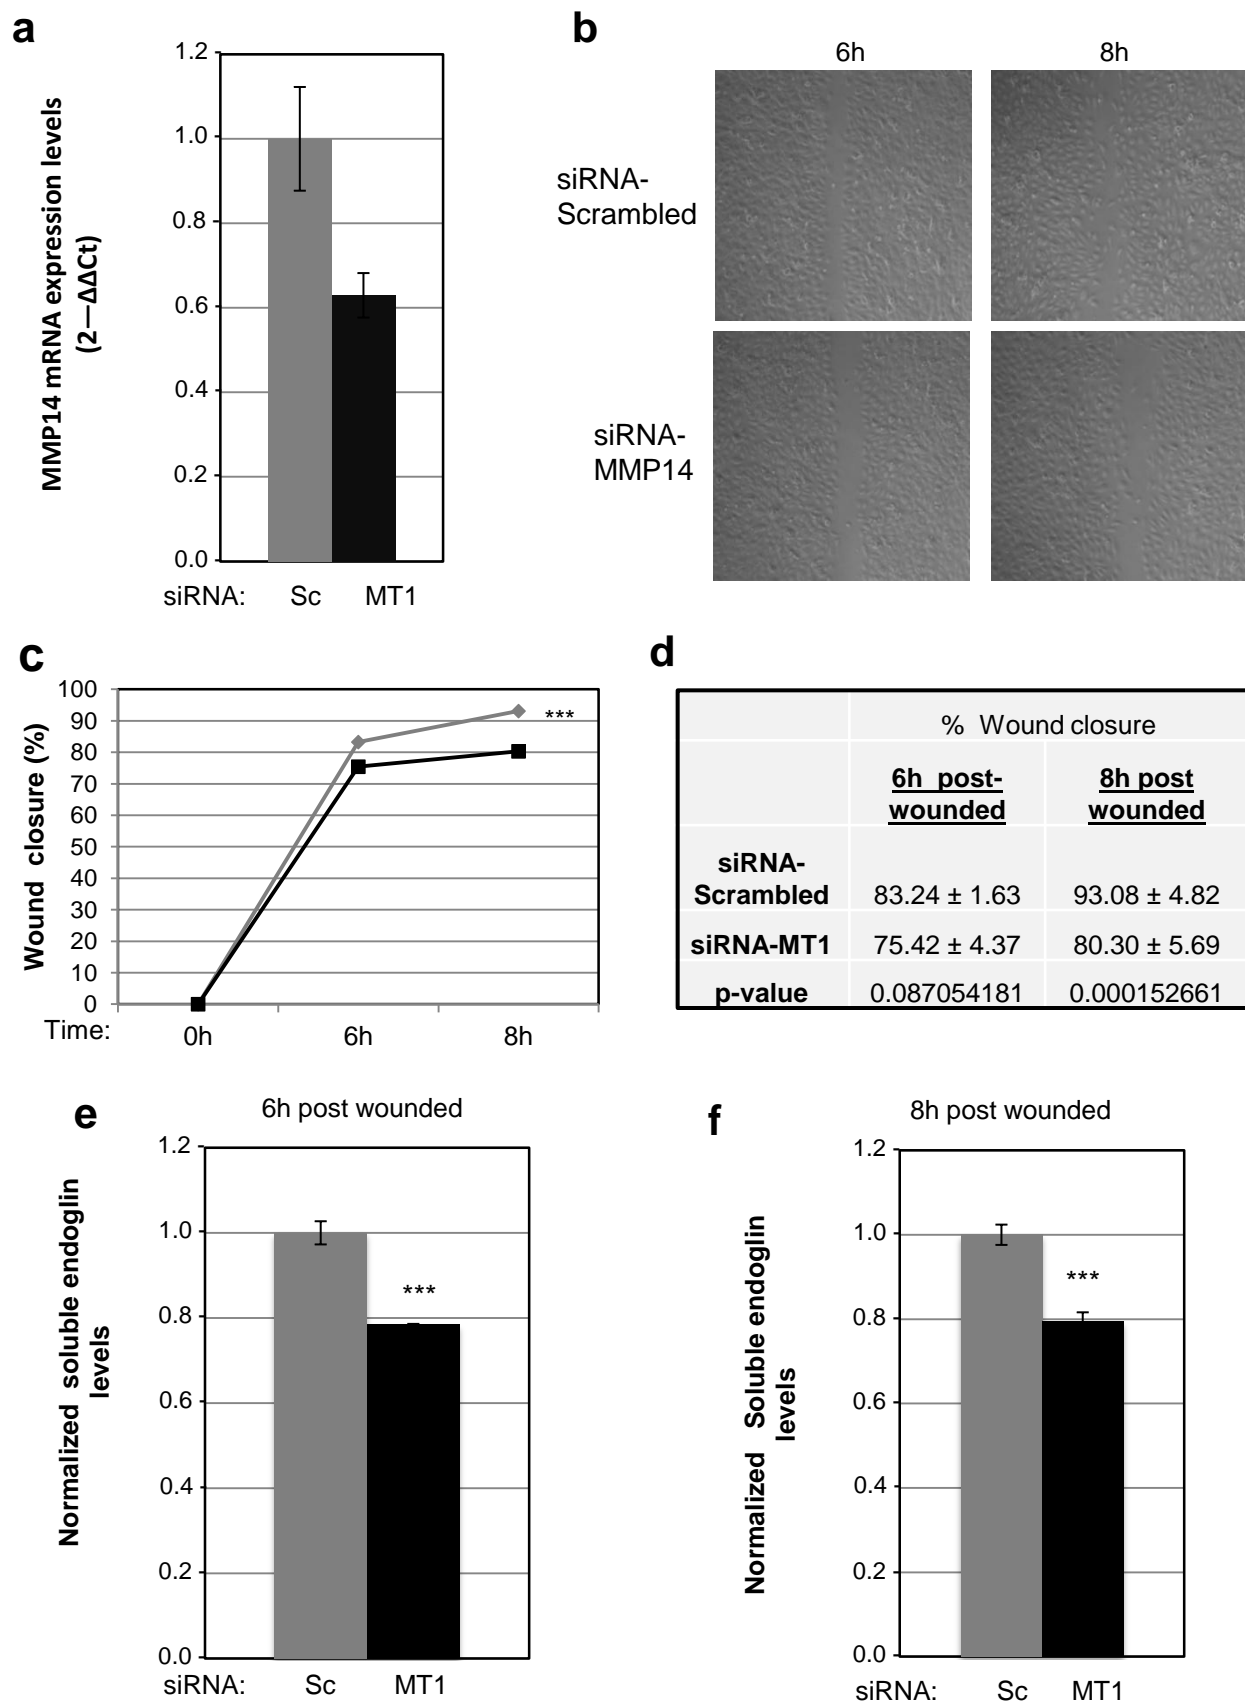 a
MMP14 mRNA expression levels
(2—ΔΔCt)
1.2
1.0
0.8
0.6
0.4
0.2
0.0
siRNA: Sc MT1
b
6h 8h
siRNA-
Scrambled
siRNA-
MMP14
c
Wound closure (%)
100
90
80
70
60
50
40
30
20
10
0
***
Time: 0h 6h 8h
d
% Wound closure
6h post-
wounded
8h post
wounded
siRNA-
Scrambled 83.24 ± 1.63 93.08 ± 4.82
siRNA-MT1 75.42 ± 4.37 80.30 ± 5.69
p-value 0.087054181 0.000152661
e
6h post wounded
Normalized soluble endoglin
levels
1.2
1.0
0.8
0.6
0.4
0.2
0.0
***
siRNA: Sc MT1
f
8h post wounded
Normalized Soluble endoglin
levels
1.2
1.0
0.8
0.6
0.4
0.2
0.0
***
siRNA: Sc MT1